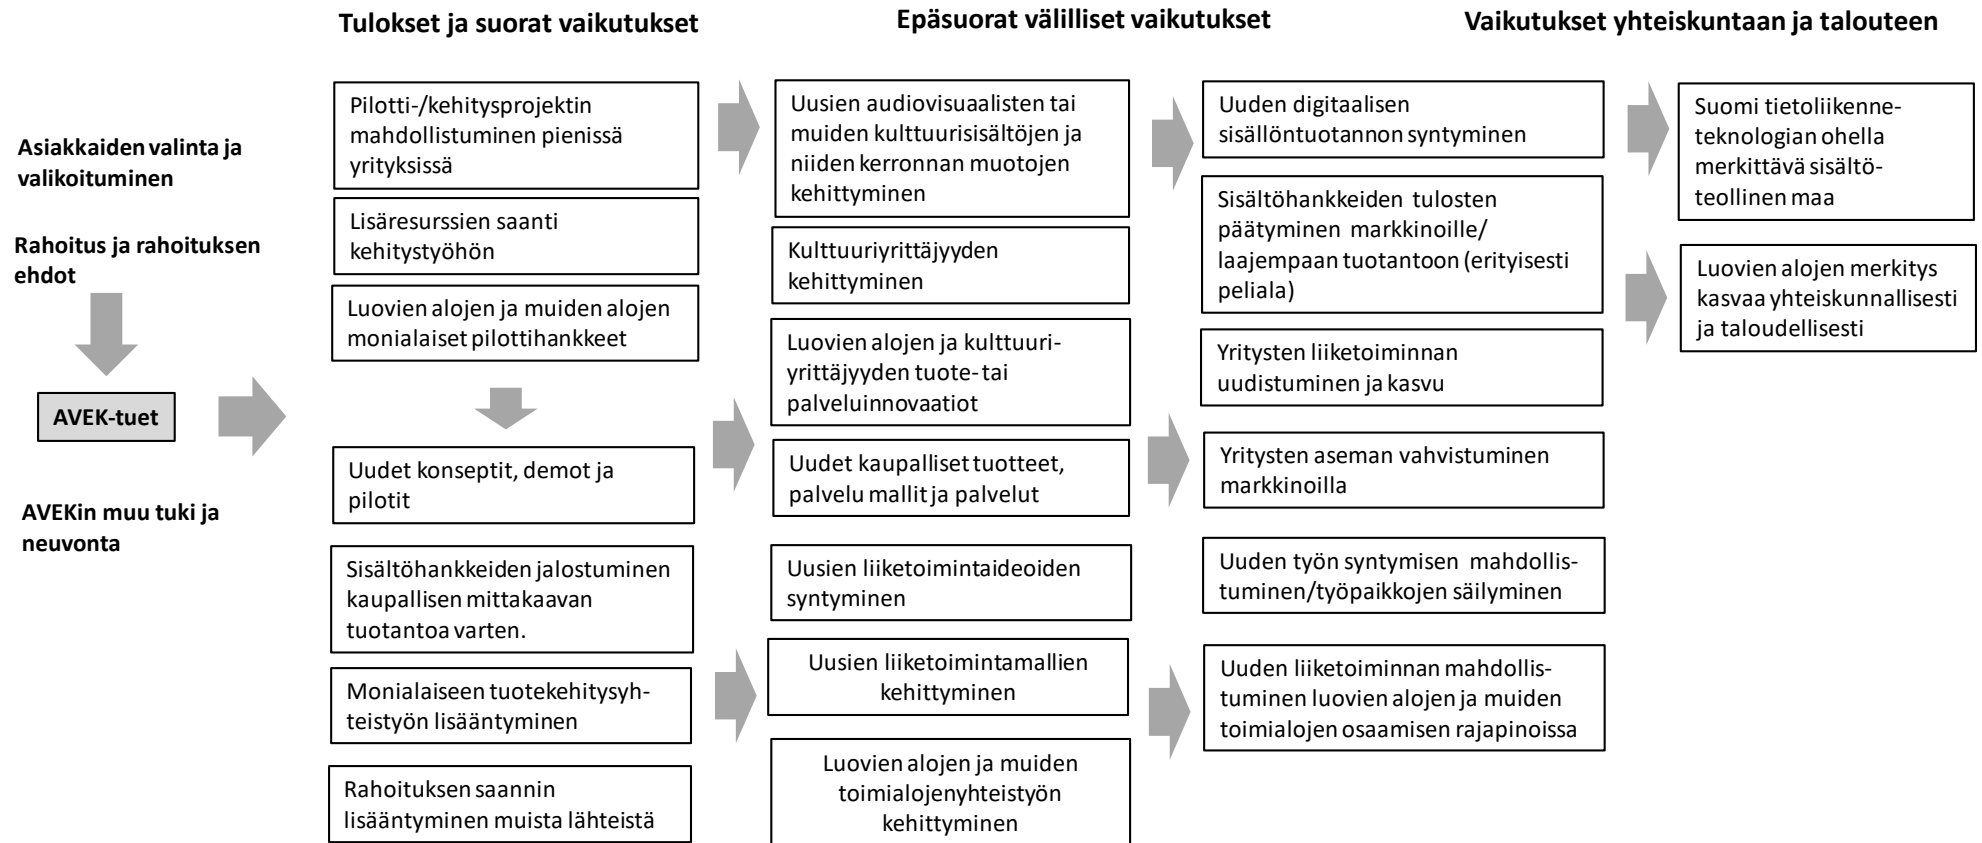 Tulokset ja suorat vaikutukset
Epäsuorat välilliset vaikutukset
Vaikutukset yhteiskuntaan ja talouteen
Asiakkaiden valinta ja
valikoituminen
Rahoitus ja rahoituksen
ehdot
AVEK-tuet
AVEKin muu tuki ja
neuvonta
Pilotti-/kehitysprojektin
mahdollistuminen pienissä
yrityksissä
Lisäresurssien saanti
kehitystyöhön
Luovien alojen ja muiden alojen
monialaiset pilottihankkeet
Uudet konseptit, demot ja
pilotit
Sisältöhankkeiden jalostuminen
kaupallisen mittakaavan
tuotantoa varten.
Monialaiseen tuotekehitysyh-
teistyön lisääntyminen
Rahoituksen saannin
lisääntyminen muista lähteistä
Uusien audiovisuaalisten tai
muiden kulttuurisisältöjen ja
niiden kerronnan muotojen
kehittyminen
Kulttuuriyrittäjyyden
kehittyminen
Luovien alojen ja kulttuuri-
yrittäjyyden tuote- tai
palveluinnovaatiot
Uudet kaupalliset tuotteet,
palvelu mallit ja palvelut
Uusien liiketoimintaideoiden
syntyminen
Uusien liiketoimintamallien
kehittyminen
Luovien alojen ja muiden
toimialojenyhteistyön
kehittyminen
Uuden digitaalisen
sisällöntuotannon syntyminen
Sisältöhankkeiden tulosten
päätyminen markkinoille/
laajempaan tuotantoon (erityisesti
peliala)
Yritysten liiketoiminnan
uudistuminen ja kasvu
Yritysten aseman vahvistuminen
markkinoilla
Uuden työn syntymisen mahdollis-
tuminen/työpaikkojen säilyminen
Uuden liiketoiminnan mahdollis-
tuminen luovien alojen ja muiden
toimialojen osaamisen rajapinoissa
Suomi tietoliikenne-
teknologian ohella
merkittävä sisältö-
teollinen maa
Luovien alojen merkitys
kasvaa yhteiskunnallisesti
ja taloudellisesti